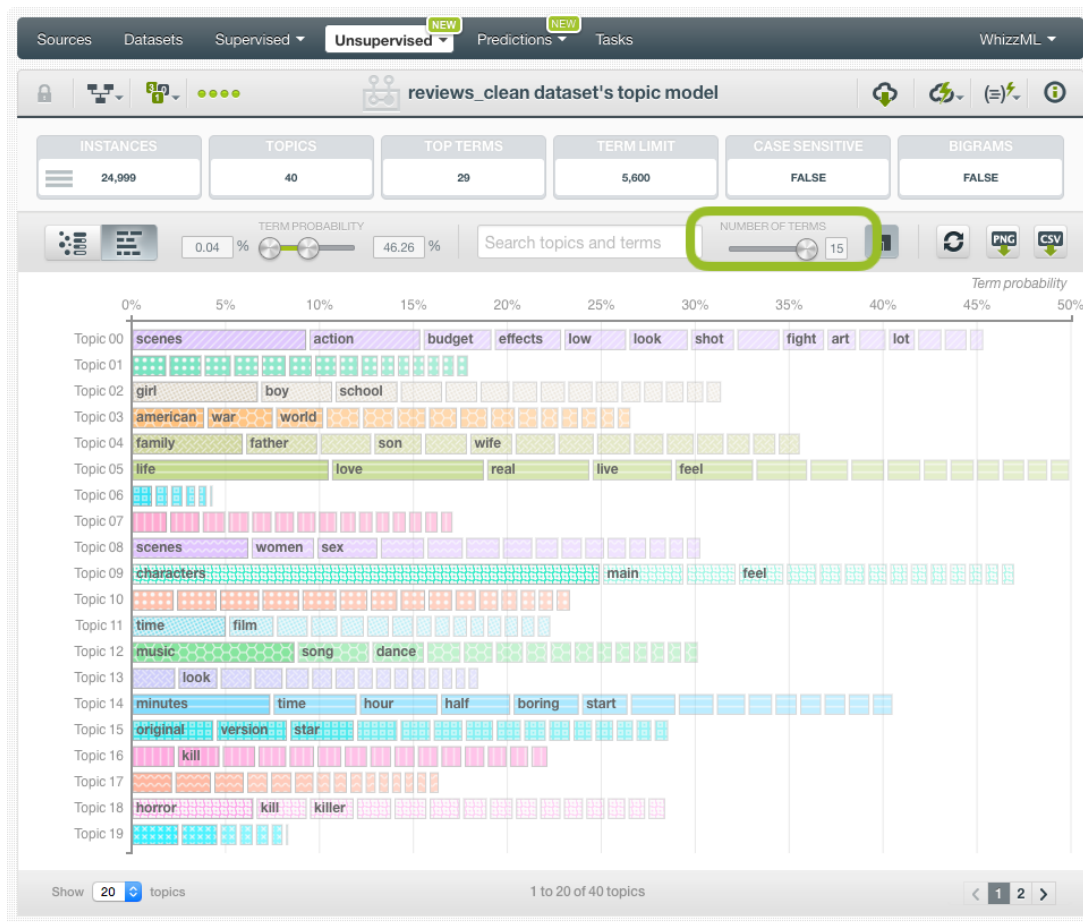 NEW NEW
Sources Datasets Supervised Unsupervised Predictions Tasks WhizzML
reviews_clean dataset's topic model
INSTANCES TOPICS TOP TERMS TERM LIMIT CASE SENSITIVE BIGRAMS
24,999 40 29 5,600 FALSE FALSE
TERM PROBABILITY NUMBER OF TERMS
0.04 % 46.26 % Search topics and terms 15 PNG CSV
Term probability
0% 5% 10% 15% 20% 25% 30% 35% 40% 45% 50%
Topic 00 scenes action budget effects low look shot fight art lot
Topic 01
Topic 02 girl boy school
Topic 03 american war world
Topic 04 family father son wife
Topic 05 life love real live feel
Topic 06
Topic 07
Topic 08 scenes women sex
Topic 09 characters main feel
Topic 10
Topic 11 time film
Topic 12 music song dance
Topic 13 look
Topic 14 minutes time hour half boring start
Topic 15 original version star
Topic 16 kill
Topic 17
Topic 18 horror kill killer
Topic 19
Show 20 topics 1 to 20 of 40 topics < 1 2 >